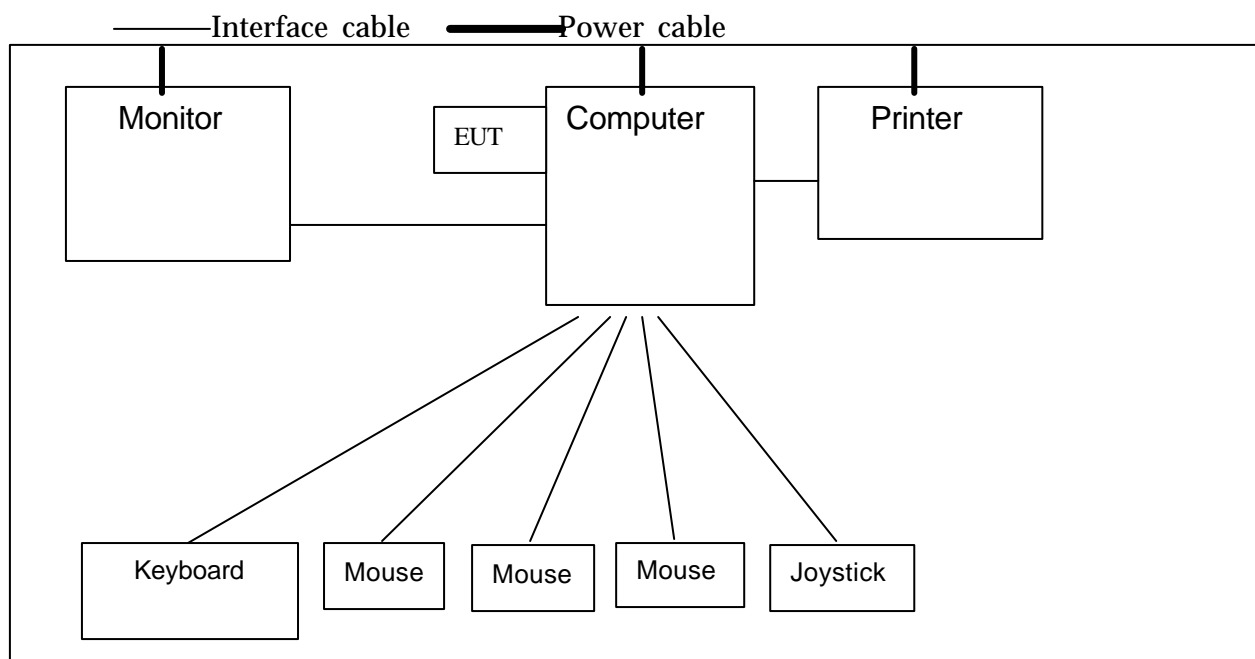 Interface cable Power cable
Monitor
EUT
Computer
Printer
Keyboard
Mouse
Mouse
Mouse
Joystick